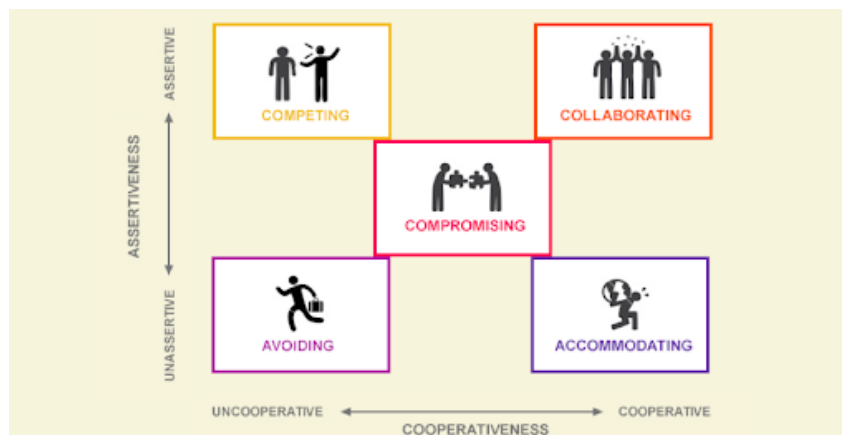 ASSERTIVE
COMPETING
COLLABORATING
ASSERTIVENESS
COMPROMISING
UNASSERTIVE
AVOIDING
ACCOMMODATING
UNCOOPERATIVE
COOPERATIVE
COOPERATIVENESS